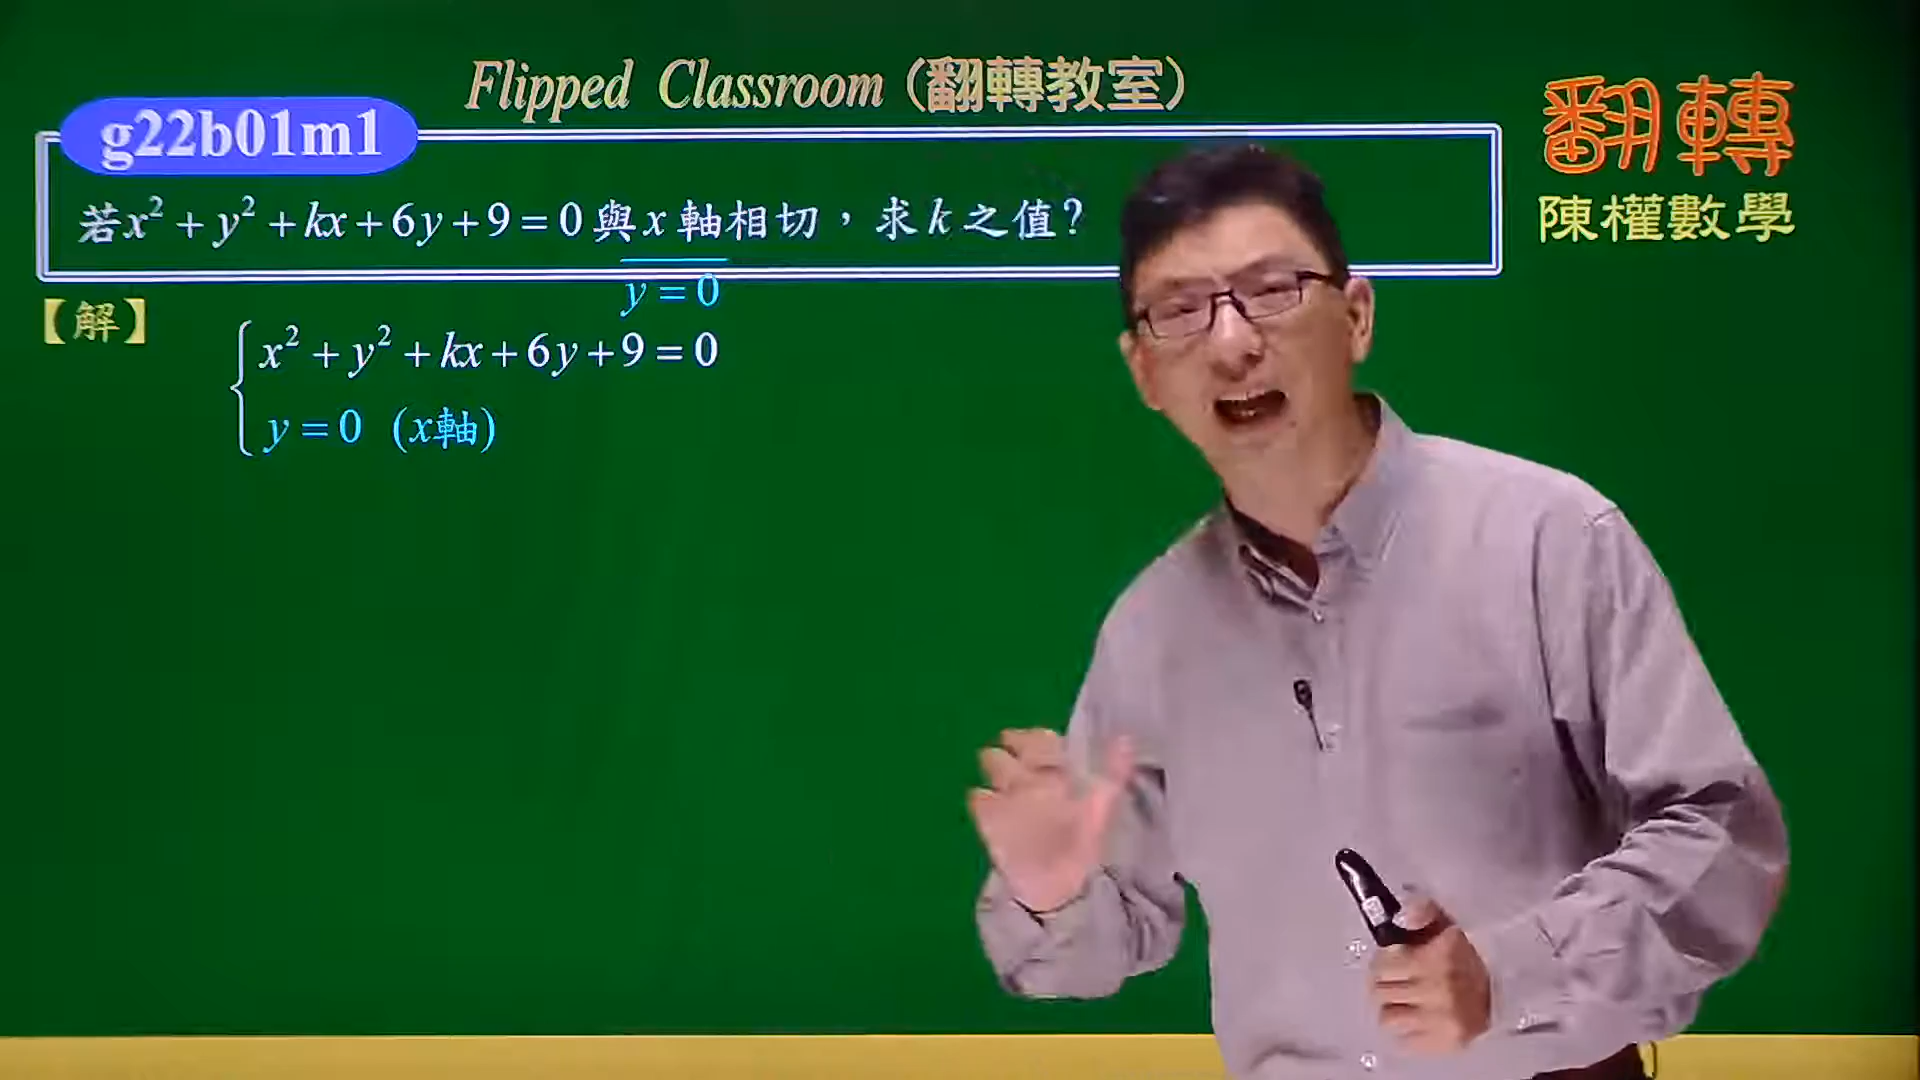 Flipped Classroom (翻轉教室)
g22b01m1
翻轉
陳權數學
若x²+y²+kx+6y+9=0與x軸相切，求k之值?
y=0
【解】
x²+y²+kx+6y+9=0
y=0 (x軸)